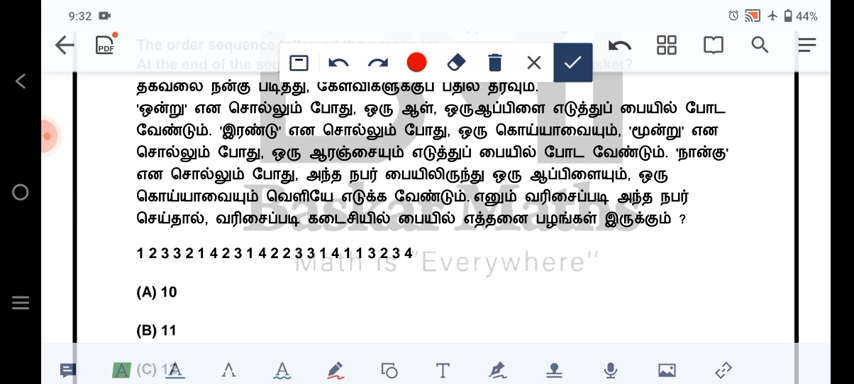 9:32
44%
The order sequence followed
At the end of the seq
தகவலை நன்கு படித்து, கேள்விகளுக்குப் பதில் தரவும்.
'ஒன்று' என சொல்லும் போது, ஒரு ஆள், ஒருஆப்பிளை எடுத்துப் பையில் போட
வேண்டும். 'இரண்டு' என சொல்லும் போது, ஒரு கொய்யாவையும், 'மூன்று' என
சொல்லும் போது, ஒரு ஆரஞ்சையும் எடுத்துப் பையில் போட வேண்டும். 'நான்கு'
என சொல்லும் போது, அந்த நபர் பையிலிருந்து ஒரு ஆப்பிளையும், ஒரு
கொய்யாவையும் வெளியே எடுக்க வேண்டும். எனும் வரிசைப்படி அந்த நபர்
செய்தால், வரிசைப்படி கடைசியில் பையில் எத்தனை பழங்கள் இருக்கும் ?
Baskar Maths
1 2 3 3 2 1 4 2 3 1 4 2 2 3 3 1 4 1 1 3 2 3 4
Math is "Everywhere"
(A) 10
(B) 11
(C)